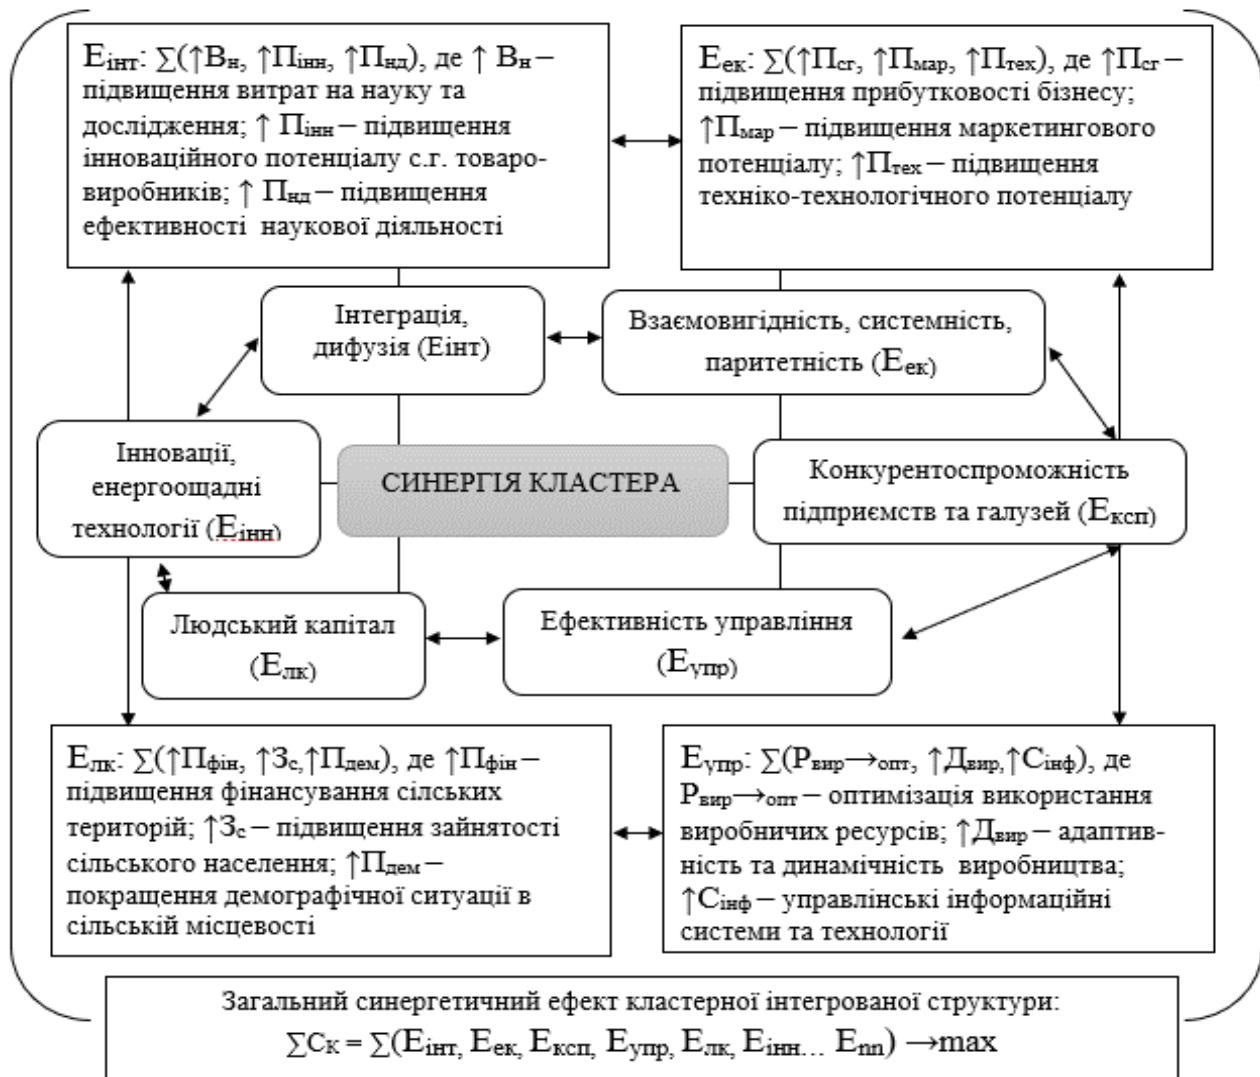 Еінт: ∑(↑Вн, ↑Пінн, ↑Пнд), де ↑ Вн –
підвищення витрат на науку та
дослідження; ↑ Пінн – підвищення
інноваційного потенціалу с.г. товаро-
виробників; ↑ Пнд – підвищення
ефективності наукової діяльності
Еек: ∑(↑Псг, ↑Пмар, ↑Птех), де ↑Псг –
підвищення прибутковості бізнесу;
↑Пмар – підвищення маркетингового
потенціалу; ↑Птех – підвищення
техніко-технологічного потенціалу
Інтеграція,
дифузія (Еінт)
Взаємовигідність, системність,
паритетність (Еек)
Інновації,
енергоощадні
технології (Еінн)
СИНЕРГІЯ КЛАСТЕРА
Конкурентоспроможність
підприємств та галузей (Експ)
Людський капітал
(Елк)
Ефективність управління
(Еупр)
Елк: ∑(↑Пфін, ↑Зс,↑Пдем), де ↑Пфін –
підвищення фінансування сілських
територій; ↑Зс – підвищення зайнятості
сільського населення; ↑Пдем –
покращення демографічної ситуації в
сільській місцевості
Еупр: ∑(Рвир→опт, ↑Двир,↑Сінф), де
Рвир→опт – оптимізація використання
виробничих ресурсів; ↑Двир – адаптив-
ність та динамічність виробництва;
↑Сінф – управлінські інформаційні
системи та технології
Загальний синергетичний ефект кластерної інтегрованої структури:
∑Ск = ∑(Еінт, Еек, Експ, Еупр, Елк, Еінн... Еnn) →max